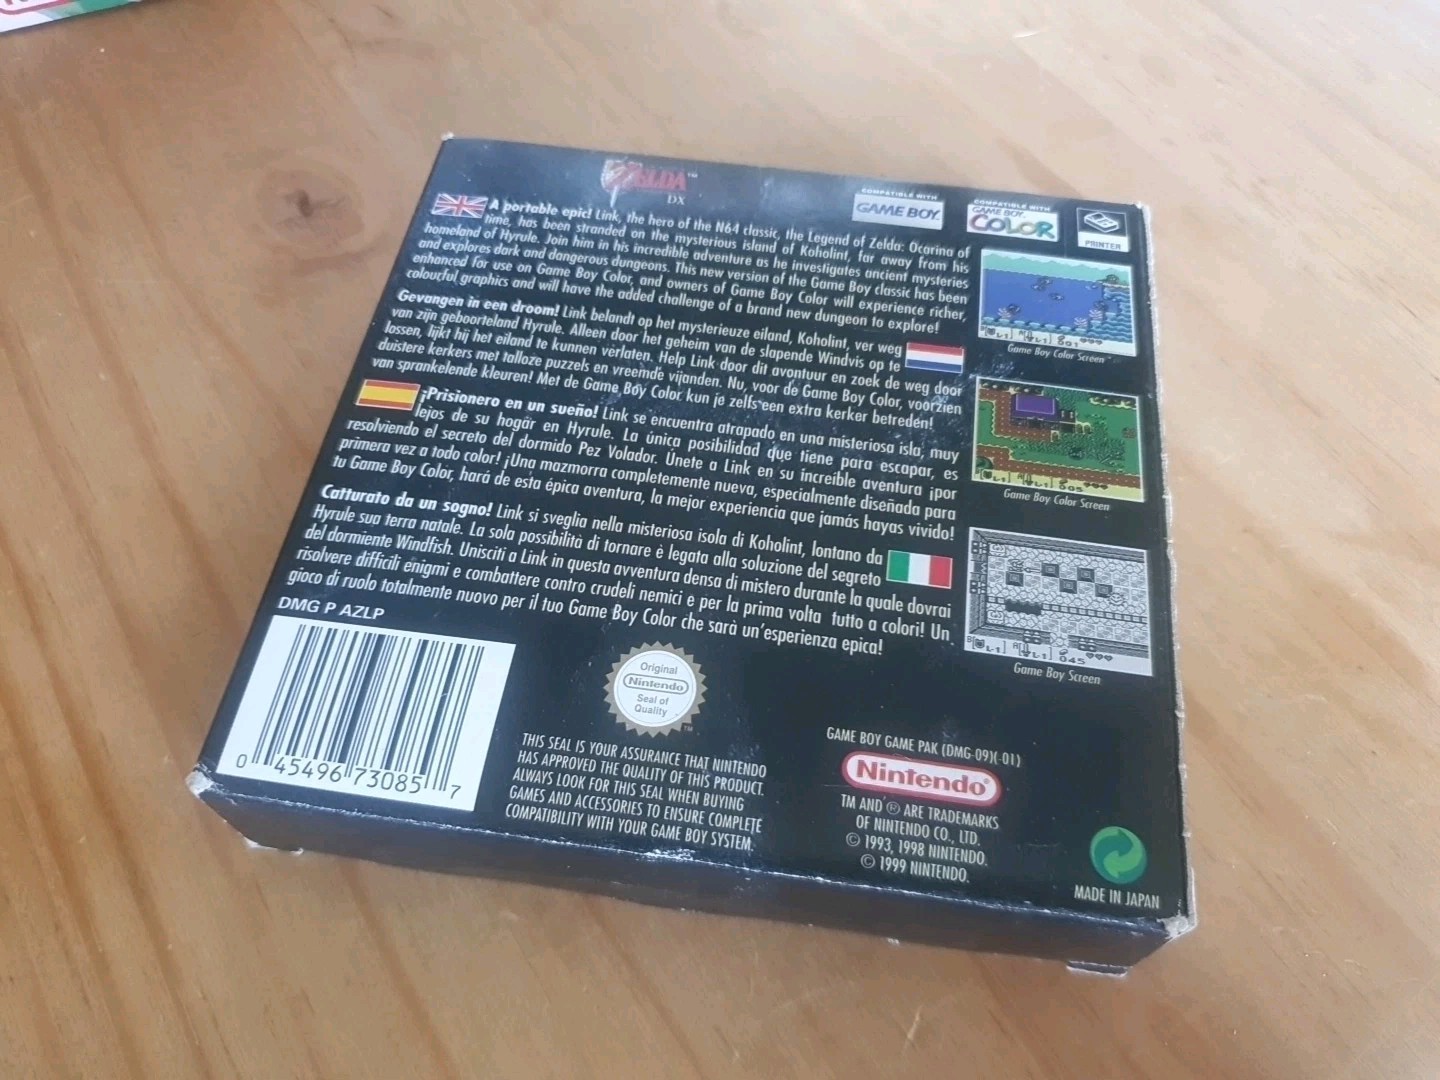 ZELDA™
DX
COMPATIBLE WITH
GAME BOY.
COMPATIBLE WITH
GAME BOY.
COLOR
PRINTER
A portable epic! Link, the hero of the N64 classic, the Legend of Zelda: Ocarina of
time, has been stranded on the mysterious island of Koholint, far away from his
homeland of Hyrule. Join him in his incredible adventure as he investigates ancient mysteries
and explores dark and dangerous dungeons. This new version of the Game Boy classic has been
enhanced for use on Game Boy Color, and owners of Game Boy Color will experience richer,
colourful graphics and will have the added challenge of a brand new dungeon to explore!
Gevangen in een droom! Link belandt op het mysterieuze eiland, Koholint, ver weg
van zijn geboorteland Hyrule. Alleen door het geheim van de slapende Windvis op te
lossen, lijkt hij het eiland te kunnen verlaten. Help Link door dit avontuur en zoek de weg door
duistere kerkers met talloze puzzels en vreemde vijanden. Nu, voor de Game Boy Color, voorzien
van sprankelende kleuren! Met de Game Boy Color kun je zelfs een extra kerker betreden!
¡Prisionero en un sueño! Link se encuentra atrapado en una misteriosa isla, muy
lejos de su hogar en Hyrule. La única posibilidad que tiene para escapar, es
resolviendo el secreto del dormido Pez Volador. Únete a Link en su increíble aventura ¡por
primera vez a todo color! ¡Una mazmorra completamente nueva, especialmente diseñada para
tu Game Boy Color, hará de esta épica aventura, la mejor experiencia que jamás hayas vivido!
Catturato da un sogno! Link si sveglia nella misteriosa isola di Koholint, lontano da
Hyrule sua terra natale. La sola possibilità di tornare è legata alla soluzione del segreto
del dormiente Windfish. Unisciti a Link in questa avventura densa di mistero durante la quale dovrai
risolvere difficili enigmi e combattere contro crudeli nemici e per la prima volta tutto a colori! Un
gioco di ruolo totalmente nuovo per il tuo Game Boy Color che sarà un'esperienza epica!
Game Boy Color Screen
Game Boy Color Screen
045
Game Boy Screen
DMG P AZLP
0 45496 73085 7
Original
Nintendo
Seal of
Quality
™
THIS SEAL IS YOUR ASSURANCE THAT NINTENDO
HAS APPROVED THE QUALITY OF THIS PRODUCT.
ALWAYS LOOK FOR THIS SEAL WHEN BUYING
GAMES AND ACCESSORIES TO ENSURE COMPLETE
COMPATIBILITY WITH YOUR GAME BOY SYSTEM.
GAME BOY GAME PAK (DMG-09)(-01)
Nintendo®
TM AND ® ARE TRADEMARKS
OF NINTENDO CO., LTD.
© 1993, 1998 NINTENDO.
© 1999 NINTENDO.
MADE IN JAPAN